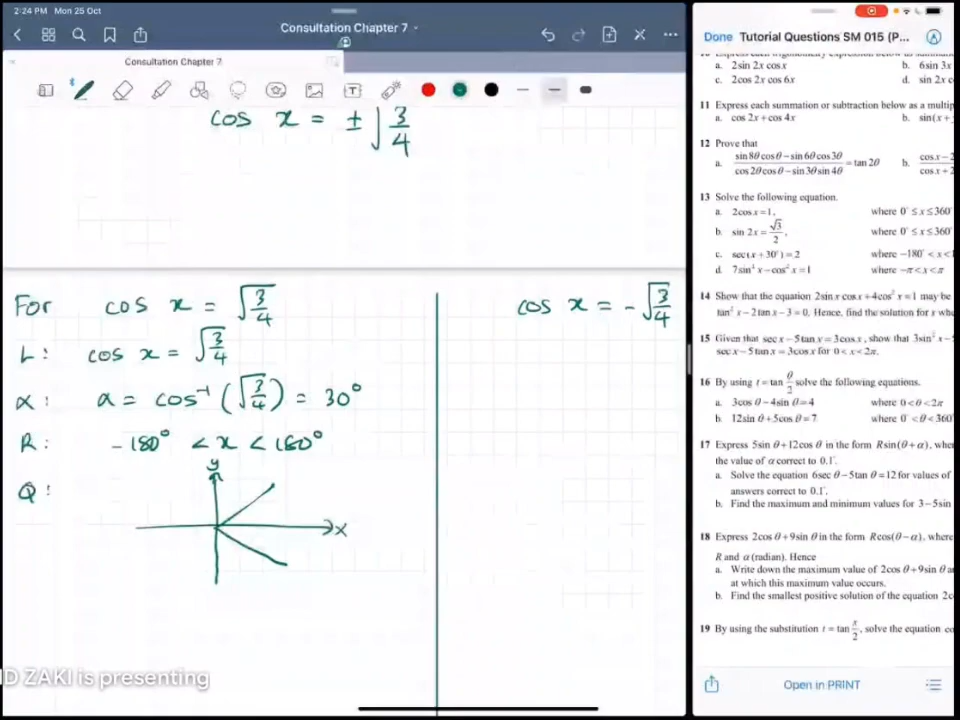 2:24 PM Mon 25 Oct
Consultation Chapter 7
Consultation Chapter 7
cos x = ± √3/4
For cos x = √3/4
L: cos x = √3/4
α: α = cos⁻¹ (√3/4) = 30°
R: -180° < x < 180°
Q:
y
x
cos x = - √3/4
ND ZAKI is presenting
Done Tutorial Questions SM 015 (P...
a. 2sin 2x cos x b. 6sin 3x
c. 2cos 2x cos 6x d. sin 2x c
11 Express each summation or subtraction below as a multip
a. cos 2x + cos 4x b. sin(x +
12 Prove that
a. sin 8θ cos θ − sin 6θ cos 3θ / cos 2θ cos θ − sin 3θ sin 4θ = tan 2θ b. cos x − / cos x +
13 Solve the following equation.
a. 2cos x = 1, where 0° ≤ x ≤ 360°
b. sin 2x = √3/2, where 0° ≤ x ≤ 360°
c. sec(x + 30°) = 2 where −180° < x <
d. 7sin² x − cos² x = 1 where −π < x < π
14 Show that the equation 2sin x cos x + 4cos² x = 1 may be
tan² x − 2 tan x − 3 = 0. Hence, find the solution for x
15 Given that sec x − 5 tan x = 3cos x, show that 3sin² x −
sec x − 5 tan x = 3cos x for 0 < x < 2π.
16 By using t = tan θ/2 solve the following equations.
a. 3cos θ − 4sin θ = 4 where 0 < θ < 2π
b. 12sin θ + 5cos θ = 7 where 0° < θ < 360°
17 Express 5sin θ + 12cos θ in the form R sin(θ + α),
the value of α correct to 0.1°.
a. Solve the equation 6sec θ − 5 tan θ = 12 for values of
answers correct to 0.1°.
b. Find the maximum and minimum values for 3 − 5sin
18 Express 2cos θ + 9sin θ in the form R cos(θ − α), where
R and α (radian). Hence
a. Write down the maximum value of 2cos θ + 9sin θ
at which this maximum value occurs.
b. Find the smallest positive solution of the equation 2c
19 By using the substitution t = tan x/2, solve the equation
Open in PRINT